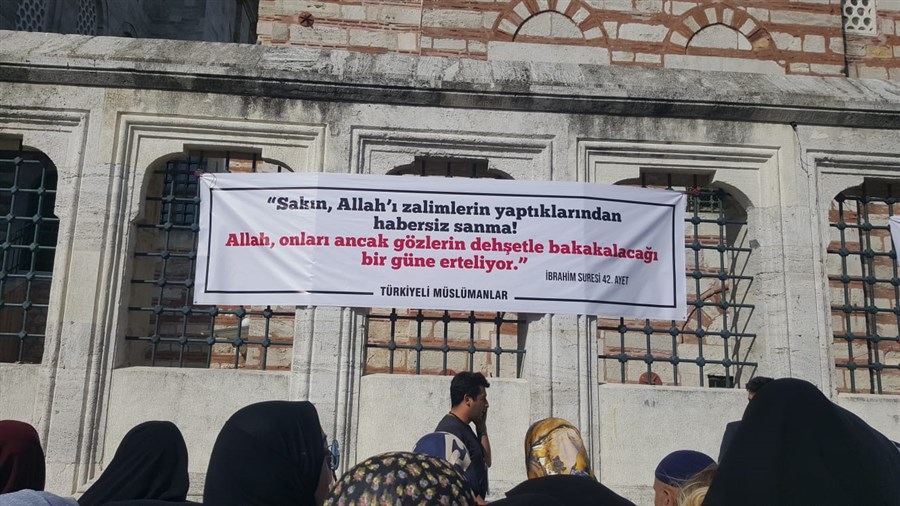 “Sakın, Allah’ı zalimlerin yaptıklarından
habersiz sanma!
Allah, onları ancak gözlerin dehşetle bakakalacağı
bir güne erteliyor.”
İBRAHİM SURESİ 42. AYET
TÜRKİYELİ MÜSLÜMANLAR